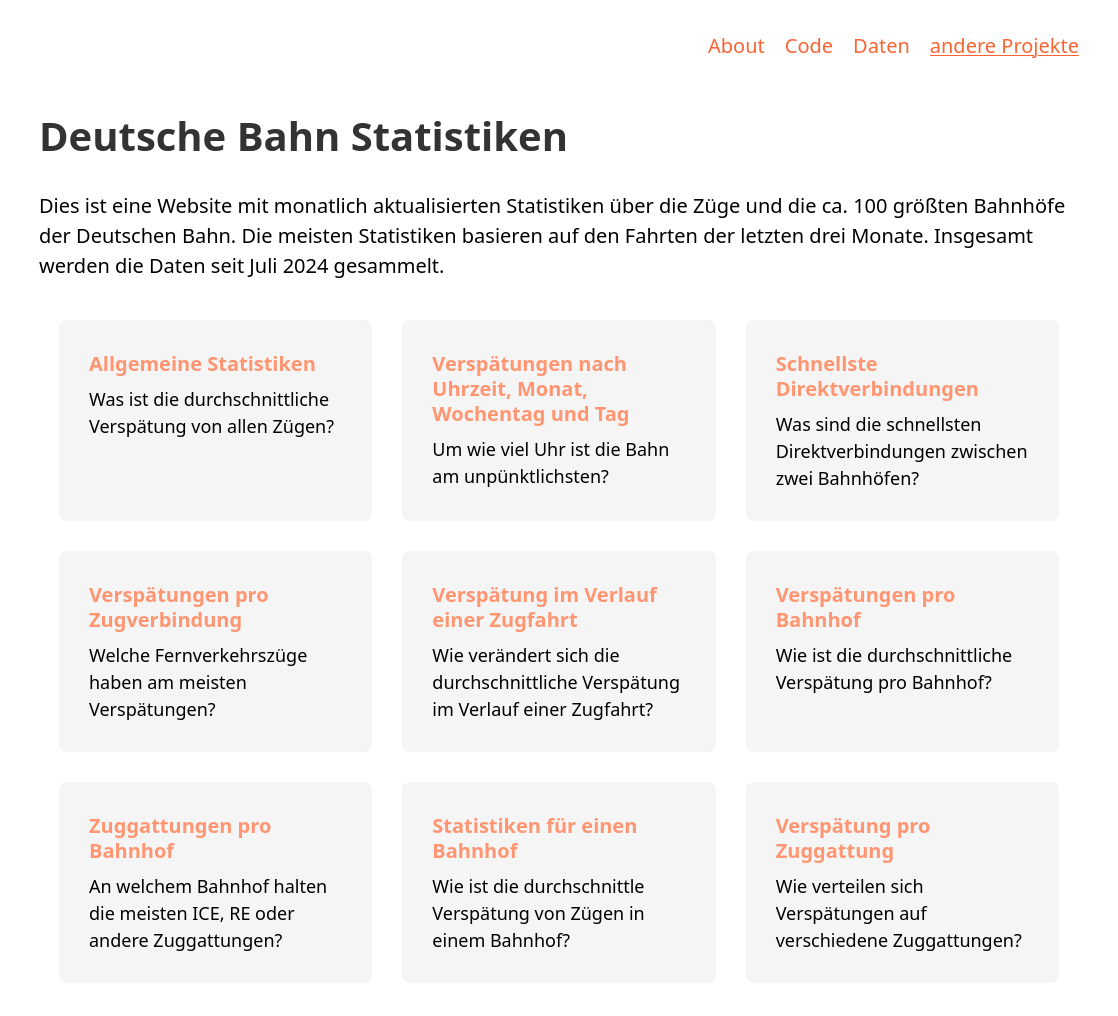 About Code Daten andere Projekte
Deutsche Bahn Statistiken
Dies ist eine Website mit monatlich aktualisierten Statistiken über die Züge und die ca. 100 größten Bahnhöfe
der Deutschen Bahn. Die meisten Statistiken basieren auf den Fahrten der letzten drei Monate. Insgesamt
werden die Daten seit Juli 2024 gesammelt.
Allgemeine Statistiken
Was ist die durchschnittliche
Verspätung von allen Zügen?
Verspätungen nach
Uhrzeit, Monat,
Wochentag und Tag
Um wie viel Uhr ist die Bahn
am unpünktlichsten?
Schnellste
Direktverbindungen
Was sind die schnellsten
Direktverbindungen zwischen
zwei Bahnhöfen?
Verspätungen pro
Zugverbindung
Welche Fernverkehrszüge
haben am meisten
Verspätungen?
Verspätung im Verlauf
einer Zugfahrt
Wie verändert sich die
durchschnittliche Verspätung
im Verlauf einer Zugfahrt?
Verspätungen pro
Bahnhof
Wie ist die durchschnittliche
Verspätung pro Bahnhof?
Zuggattungen pro
Bahnhof
An welchem Bahnhof halten
die meisten ICE, RE oder
andere Zuggattungen?
Statistiken für einen
Bahnhof
Wie ist die durchschnittle
Verspätung von Zügen in
einem Bahnhof?
Verspätung pro
Zuggattung
Wie verteilen sich
Verspätungen auf
verschiedene Zuggattungen?